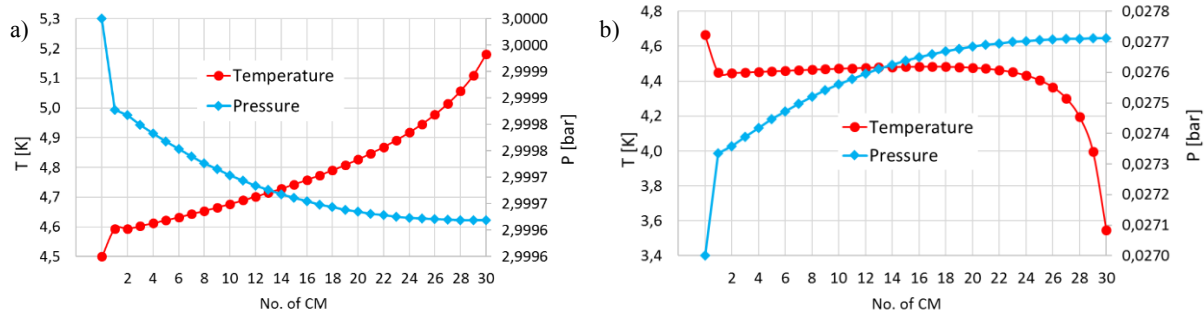 a)
T [K]
5,3
5,2
5,1
5,0
4,9
4,8
4,7
4,6
4,5
Temperature
Pressure
3,0000
3,0000
2,9999
2,9999
2,9998
2,9998
2,9997
2,9997
2,9996
2,9996
P [bar]
2 4 6 8 10 12 14 16 18 20 22 24 26 28 30
No. of CM
b)
T [K]
4,8
4,6
4,4
4,2
4,0
3,8
3,6
3,4
Temperature
Pressure
0,0278
0,0277
0,0276
0,0275
0,0274
0,0273
0,0272
0,0271
0,0270
P [bar]
2 4 6 8 10 12 14 16 18 20 22 24 26 28 30
No. of CM